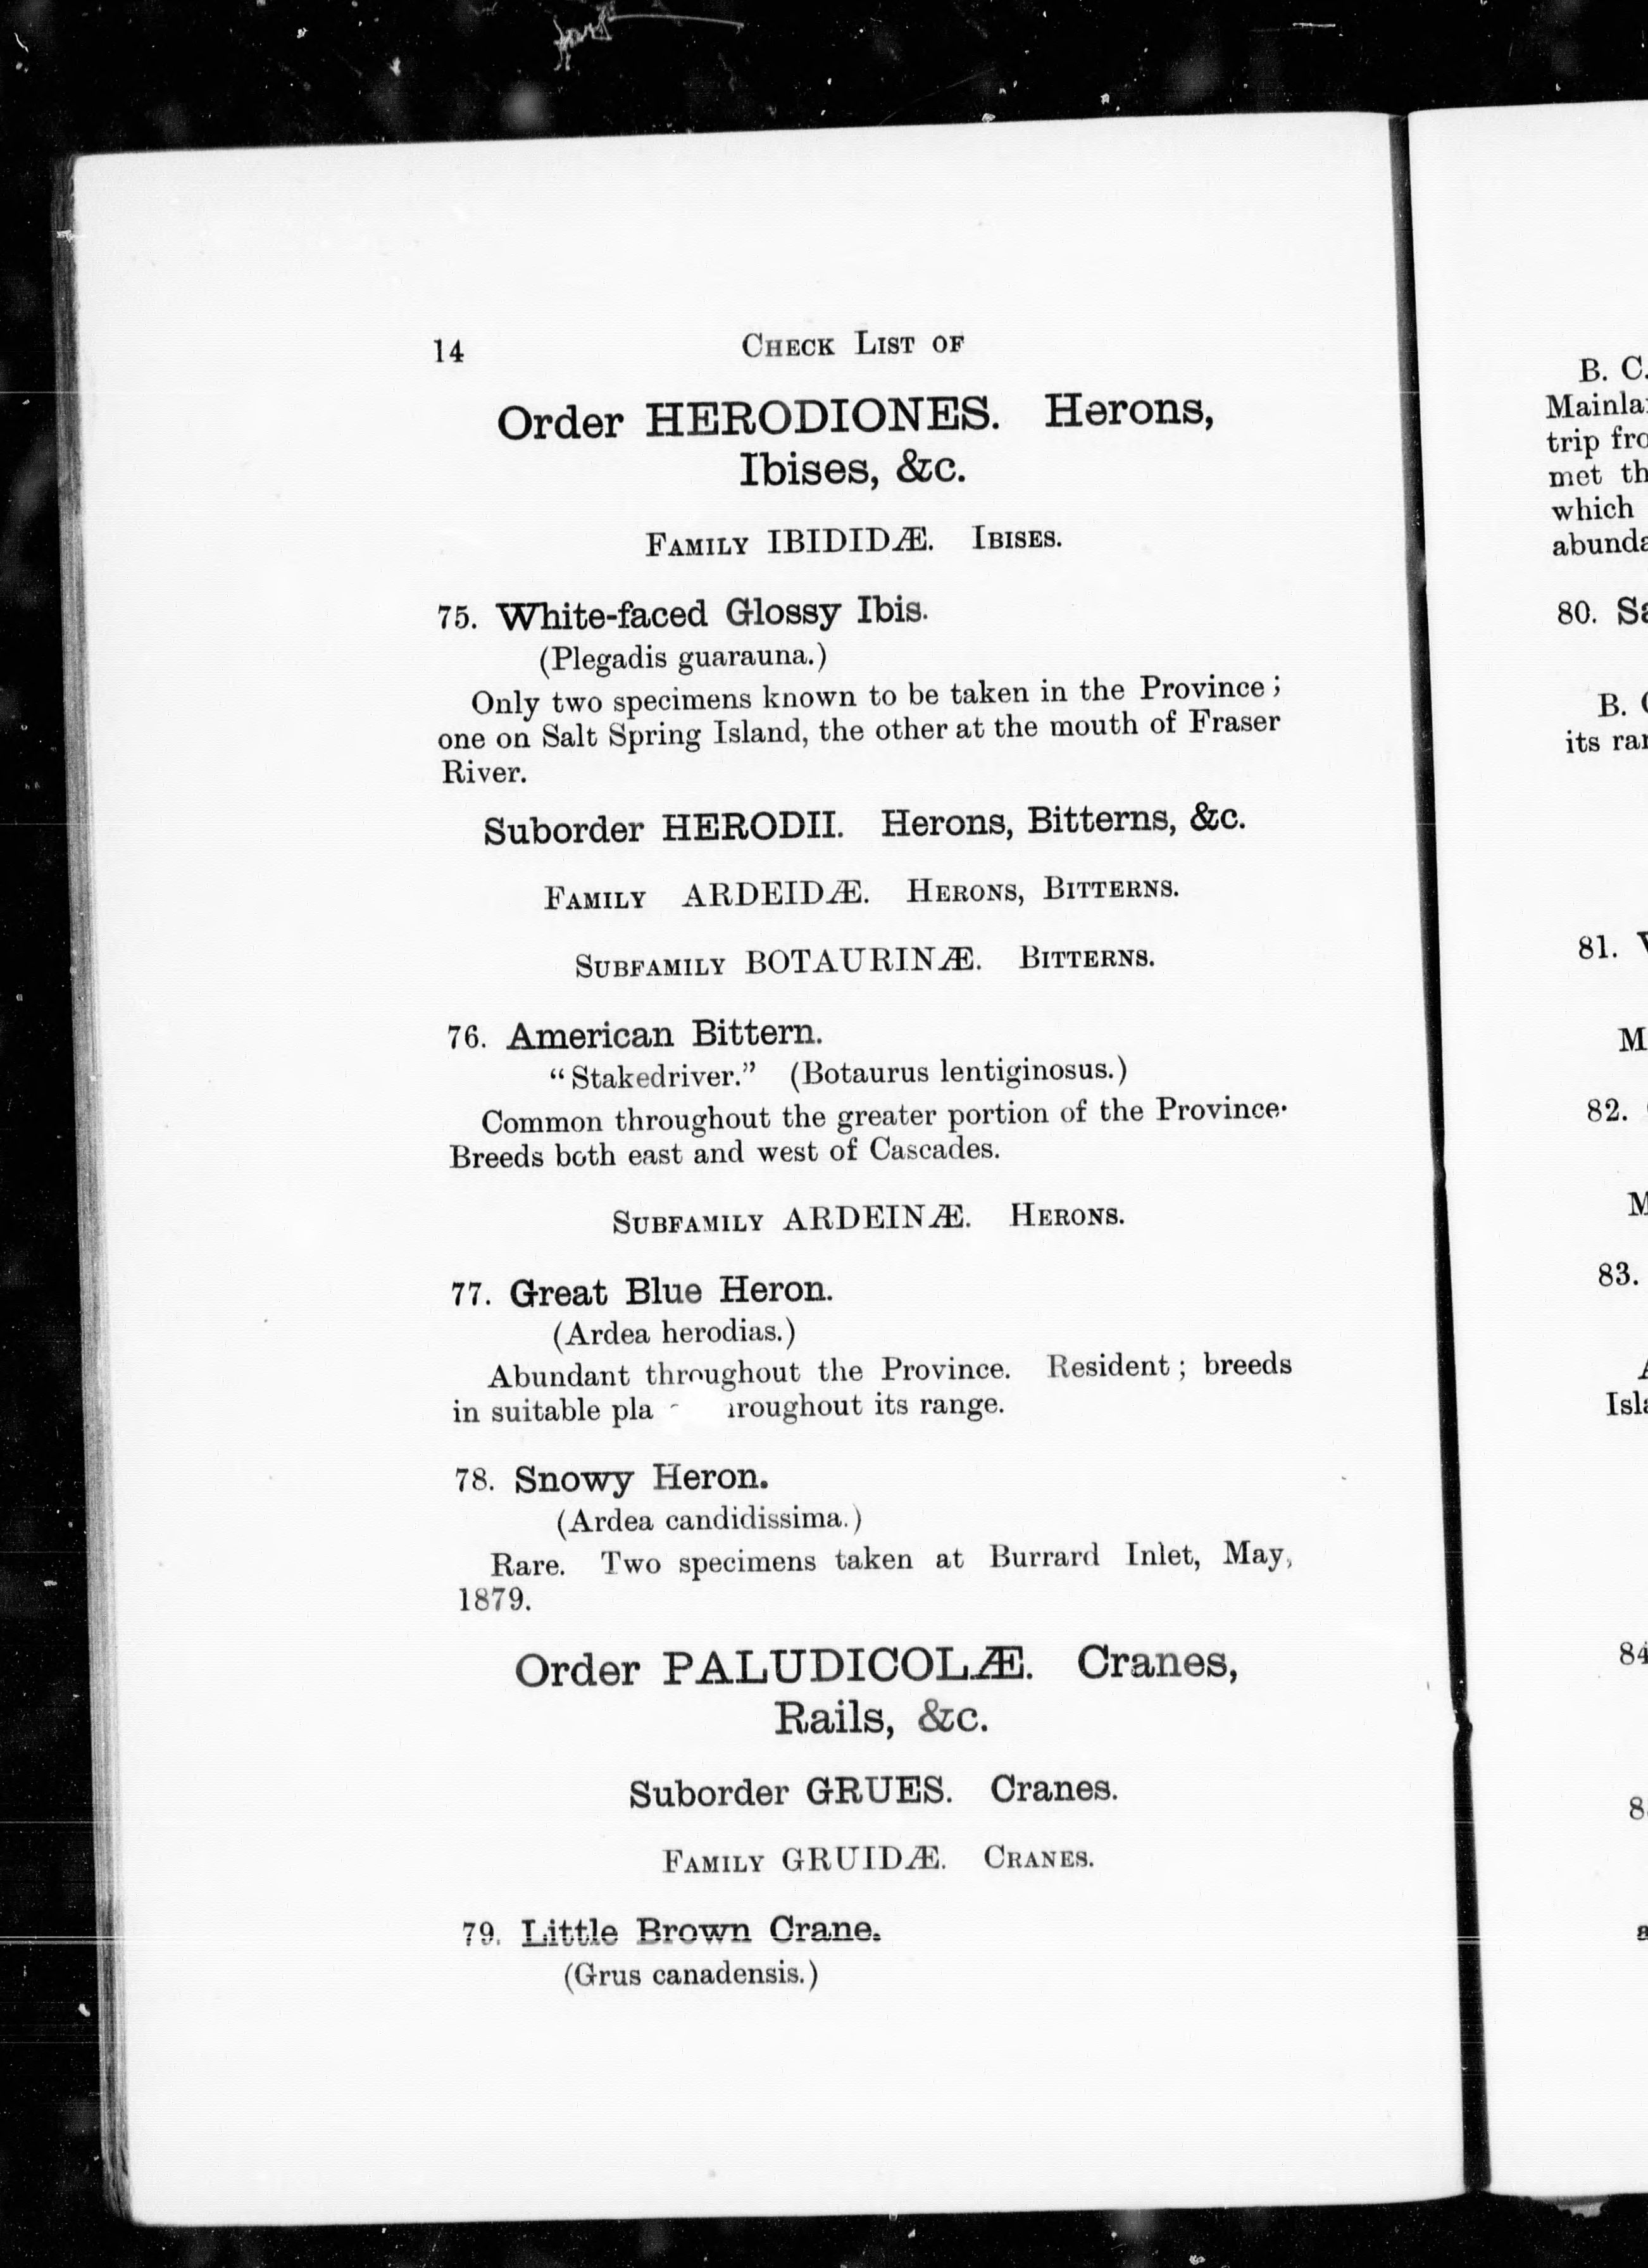 14
CHECK LIST OF
Order HERODIONES. Herons,
Ibises, &c.
FAMILY IBIDIDÆ. IBISES.
75. White-faced Glossy Ibis.
(Plegadis guarauna.)
Only two specimens known to be taken in the Province;
one on Salt Spring Island, the other at the mouth of Fraser
River.
Suborder HERODII. Herons, Bitterns, &c.
FAMILY ARDEIDÆ. HERONS, BITTERNS.
SUBFAMILY BOTAURINÆ. BITTERNS.
76. American Bittern.
"Stakedriver." (Botaurus lentiginosus.)
Common throughout the greater portion of the Province.
Breeds both east and west of Cascades.
SUBFAMILY ARDEINÆ. HERONS.
77. Great Blue Heron.
(Ardea herodias.)
Abundant throughout the Province. Resident; breeds
in suitable pla roughout its range.
78. Snowy Heron.
(Ardea candidissima.)
Rare. Two specimens taken at Burrard Inlet, May,
1879.
Order PALUDICOLÆ. Cranes,
Rails, &c.
Suborder GRUES. Cranes.
FAMILY GRUIDÆ. CRANES.
79. Little Brown Crane.
(Grus canadensis.)
B. C.
Mainla
trip fro
met th
which
abunda
80. Sa
B.
its ran
81.
M
82.
M
83.
Isla
84
8